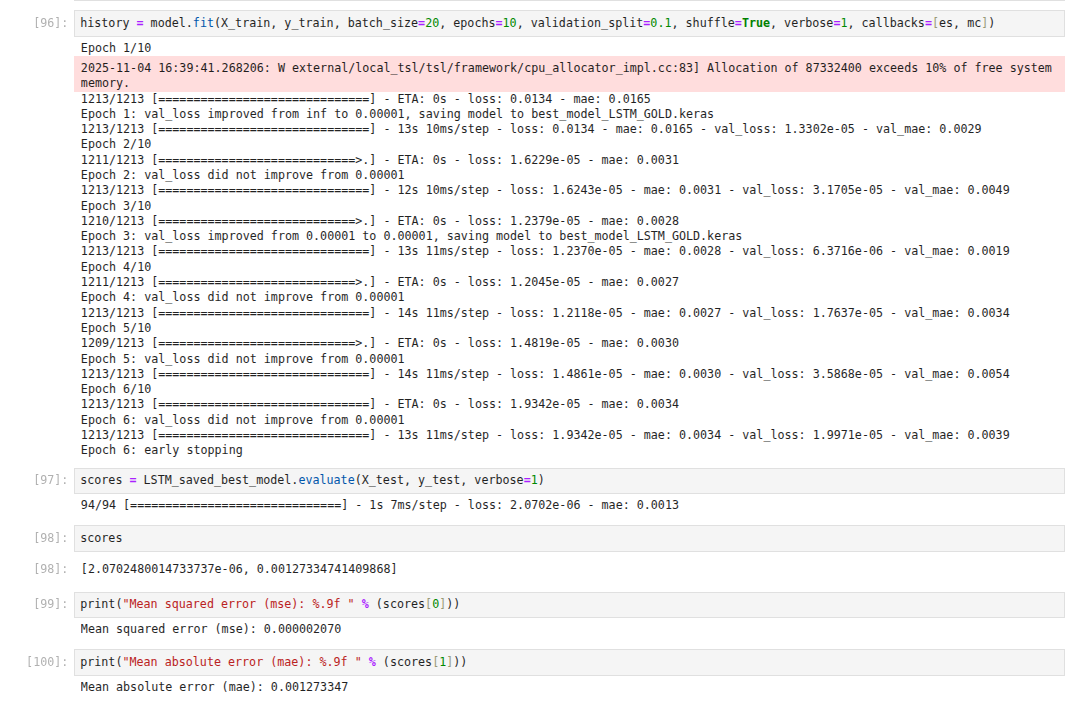 [96]: history = model.fit(X_train, y_train, batch_size=20, epochs=10, validation_split=0.1, shuffle=True, verbose=1, callbacks=[es, mc])
Epoch 1/10
2025-11-04 16:39:41.268206: W external/local_tsl/tsl/framework/cpu_allocator_impl.cc:83] Allocation of 87332400 exceeds 10% of free system
memory.
1213/1213 [==============================] - ETA: 0s - loss: 0.0134 - mae: 0.0165
Epoch 1: val_loss improved from inf to 0.00001, saving model to best_model_LSTM_GOLD.keras
1213/1213 [==============================] - 13s 10ms/step - loss: 0.0134 - mae: 0.0165 - val_loss: 1.3302e-05 - val_mae: 0.0029
Epoch 2/10
1211/1213 [============================>.] - ETA: 0s - loss: 1.6229e-05 - mae: 0.0031
Epoch 2: val_loss did not improve from 0.00001
1213/1213 [==============================] - 12s 10ms/step - loss: 1.6243e-05 - mae: 0.0031 - val_loss: 3.1705e-05 - val_mae: 0.0049
Epoch 3/10
1210/1213 [============================>.] - ETA: 0s - loss: 1.2379e-05 - mae: 0.0028
Epoch 3: val_loss improved from 0.00001 to 0.00001, saving model to best_model_LSTM_GOLD.keras
1213/1213 [==============================] - 13s 11ms/step - loss: 1.2370e-05 - mae: 0.0028 - val_loss: 6.3716e-06 - val_mae: 0.0019
Epoch 4/10
1211/1213 [============================>.] - ETA: 0s - loss: 1.2045e-05 - mae: 0.0027
Epoch 4: val_loss did not improve from 0.00001
1213/1213 [==============================] - 14s 11ms/step - loss: 1.2118e-05 - mae: 0.0027 - val_loss: 1.7637e-05 - val_mae: 0.0034
Epoch 5/10
1209/1213 [============================>.] - ETA: 0s - loss: 1.4819e-05 - mae: 0.0030
Epoch 5: val_loss did not improve from 0.00001
1213/1213 [==============================] - 14s 11ms/step - loss: 1.4861e-05 - mae: 0.0030 - val_loss: 3.5868e-05 - val_mae: 0.0054
Epoch 6/10
1213/1213 [==============================] - ETA: 0s - loss: 1.9342e-05 - mae: 0.0034
Epoch 6: val_loss did not improve from 0.00001
1213/1213 [==============================] - 13s 11ms/step - loss: 1.9342e-05 - mae: 0.0034 - val_loss: 1.9971e-05 - val_mae: 0.0039
Epoch 6: early stopping
[97]: scores = LSTM_saved_best_model.evaluate(X_test, y_test, verbose=1)
94/94 [==============================] - 1s 7ms/step - loss: 2.0702e-06 - mae: 0.0013
[98]: scores
[98]: [2.0702480014733737e-06, 0.00127334741409868]
[99]: print("Mean squared error (mse): %.9f " % (scores[0]))
Mean squared error (mse): 0.000002070
[100]: print("Mean absolute error (mae): %.9f " % (scores[1]))
Mean absolute error (mae): 0.001273347